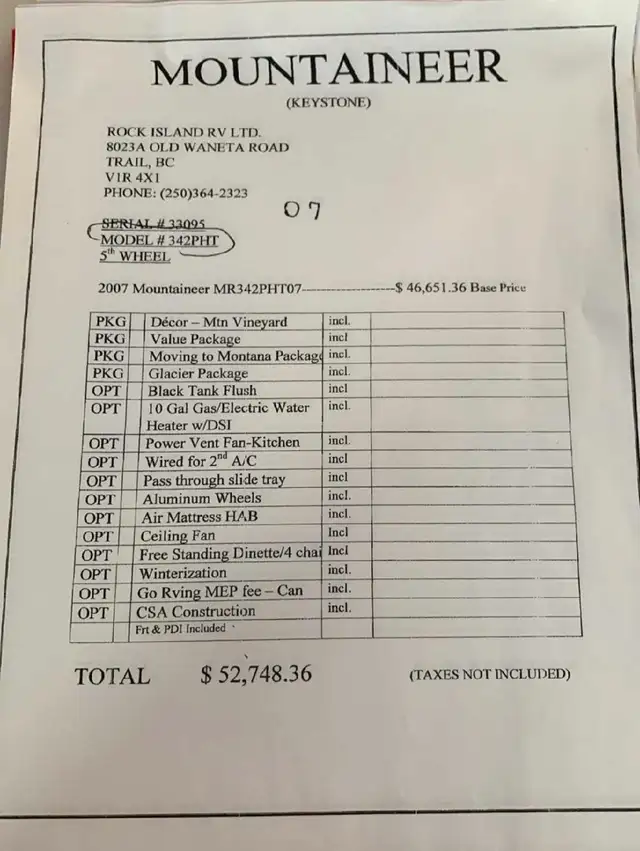 MOUNTAINEER
(KEYSTONE)
ROCK ISLAND RV LTD.
8023A OLD WANETA ROAD
TRAIL, BC
V1R 4X1
PHONE: (250)364-2323
07
SERIAL # 33095
MODEL # 342PHT
5th WHEEL
2007 Mountaineer MR342PHT07--------------------$ 46,651.36 Base Price
PKG Décor – Mtn Vineyard incl.
PKG Value Package incl
PKG Moving to Montana Packag incl.
PKG Glacier Package incl.
OPT Black Tank Flush incl
OPT 10 Gal Gas/Electric Water incl.
Heater w/DSI
OPT Power Vent Fan-Kitchen incl.
OPT Wired for 2nd A/C incl
OPT Pass through slide tray incl
OPT Aluminum Wheels incl.
OPT Air Mattress HAB incl.
OPT Ceiling Fan Incl
OPT Free Standing Dinette/4 chai Incl
OPT Winterization incl.
OPT Go Rving MEP fee – Can incl.
OPT CSA Construction incl.
Frt & PDI Included
TOTAL $ 52,748.36 (TAXES NOT INCLUDED)